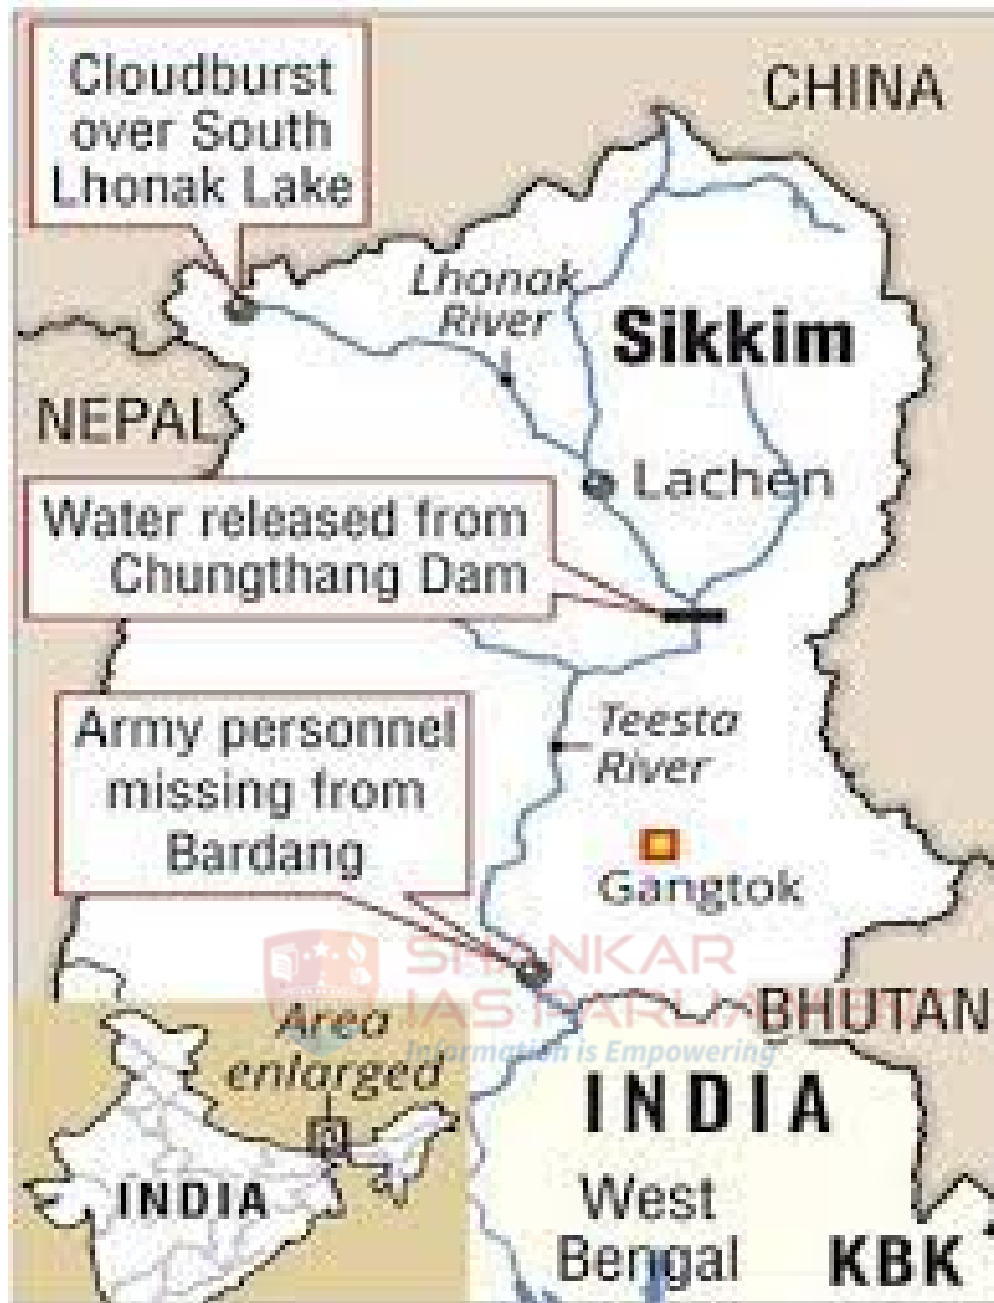 Cloudburst
over South
Lhonak Lake
CHINA
Lhonak
River
Sikkim
NEPAL
Lachen
Water released from
Chungthang Dam
Army personnel
missing from
Bardang
Teesta
River
Gangtok
SHANKAR
IAS PARLIAMENT
Information is Empowering
BHUTAN
Area
enlarged
INDIA
INDIA
West
Bengal
KBK